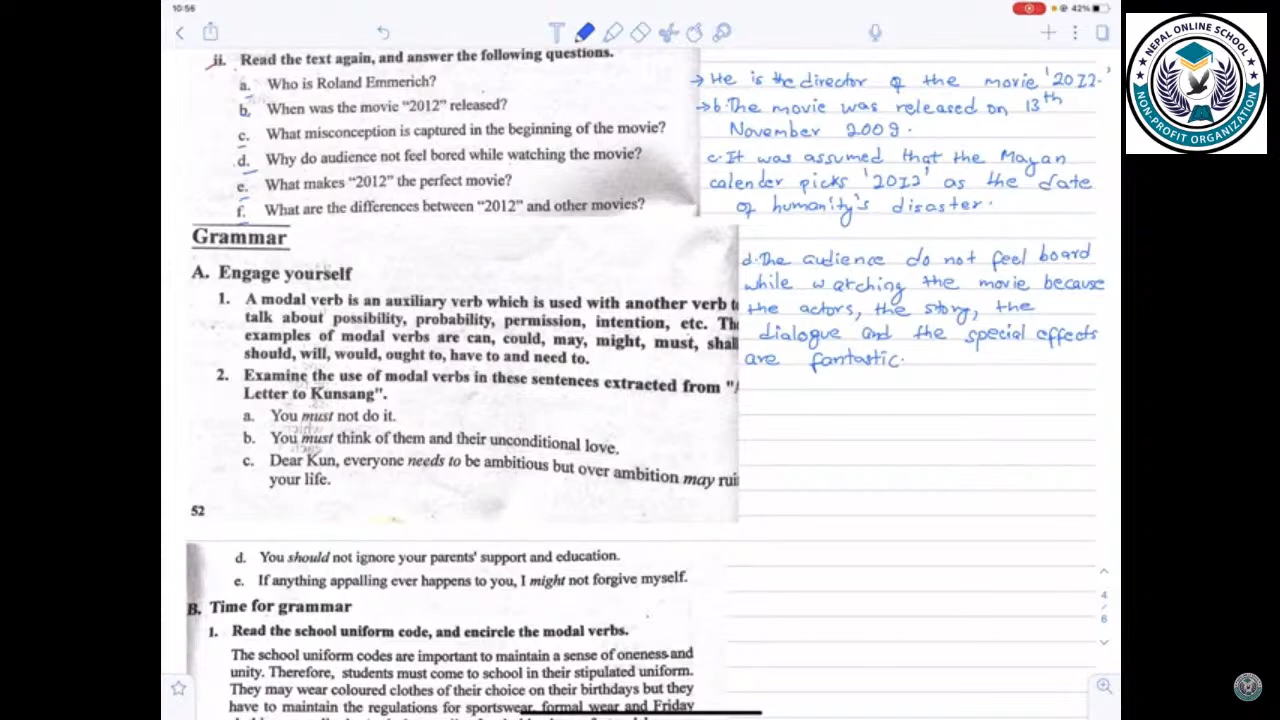 10:56
42%
ii. Read the text again, and answer the following questions.
a. Who is Roland Emmerich?
b. When was the movie "2012" released?
c. What misconception is captured in the beginning of the movie?
d. Why do audience not feel bored while watching the movie?
e. What makes "2012" the perfect movie?
f. What are the differences between "2012" and other movies?
→ He is the director of the movie '2012.'
→ b. The movie was released on 13th
November 2009.
c. It was assumed that the Mayan
calender picks '2012' as the date
of humanity's disaster.
d. The audience do not feel board
while watching the movie because
the actors, the story, the
dialogue and the special effects
are fantastic.
Grammar
A. Engage yourself
1. A modal verb is an auxiliary verb which is used with another verb t
talk about possibility, probability, permission, intention, etc. Th
examples of modal verbs are can, could, may, might, must, shal
should, will, would, ought to, have to and need to.
2. Examine the use of modal verbs in these sentences extracted from "
Letter to Kunsang".
a. You must not do it.
b. You must think of them and their unconditional love.
c. Dear Kun, everyone needs to be ambitious but over ambition may rui
your life.
52
d. You should not ignore your parents' support and education.
e. If anything appalling ever happens to you, I might not forgive myself.
B. Time for grammar
1. Read the school uniform code, and encircle the modal verbs.
The school uniform codes are important to maintain a sense of oneness and
unity. Therefore, students must come to school in their stipulated uniform.
They may wear coloured clothes of their choice on their birthdays but they
have to maintain the regulations for sportswear, formal wear and Friday
4
/
6
NEPAL ONLINE SCHOOL
NON-PROFIT ORGANIZATION